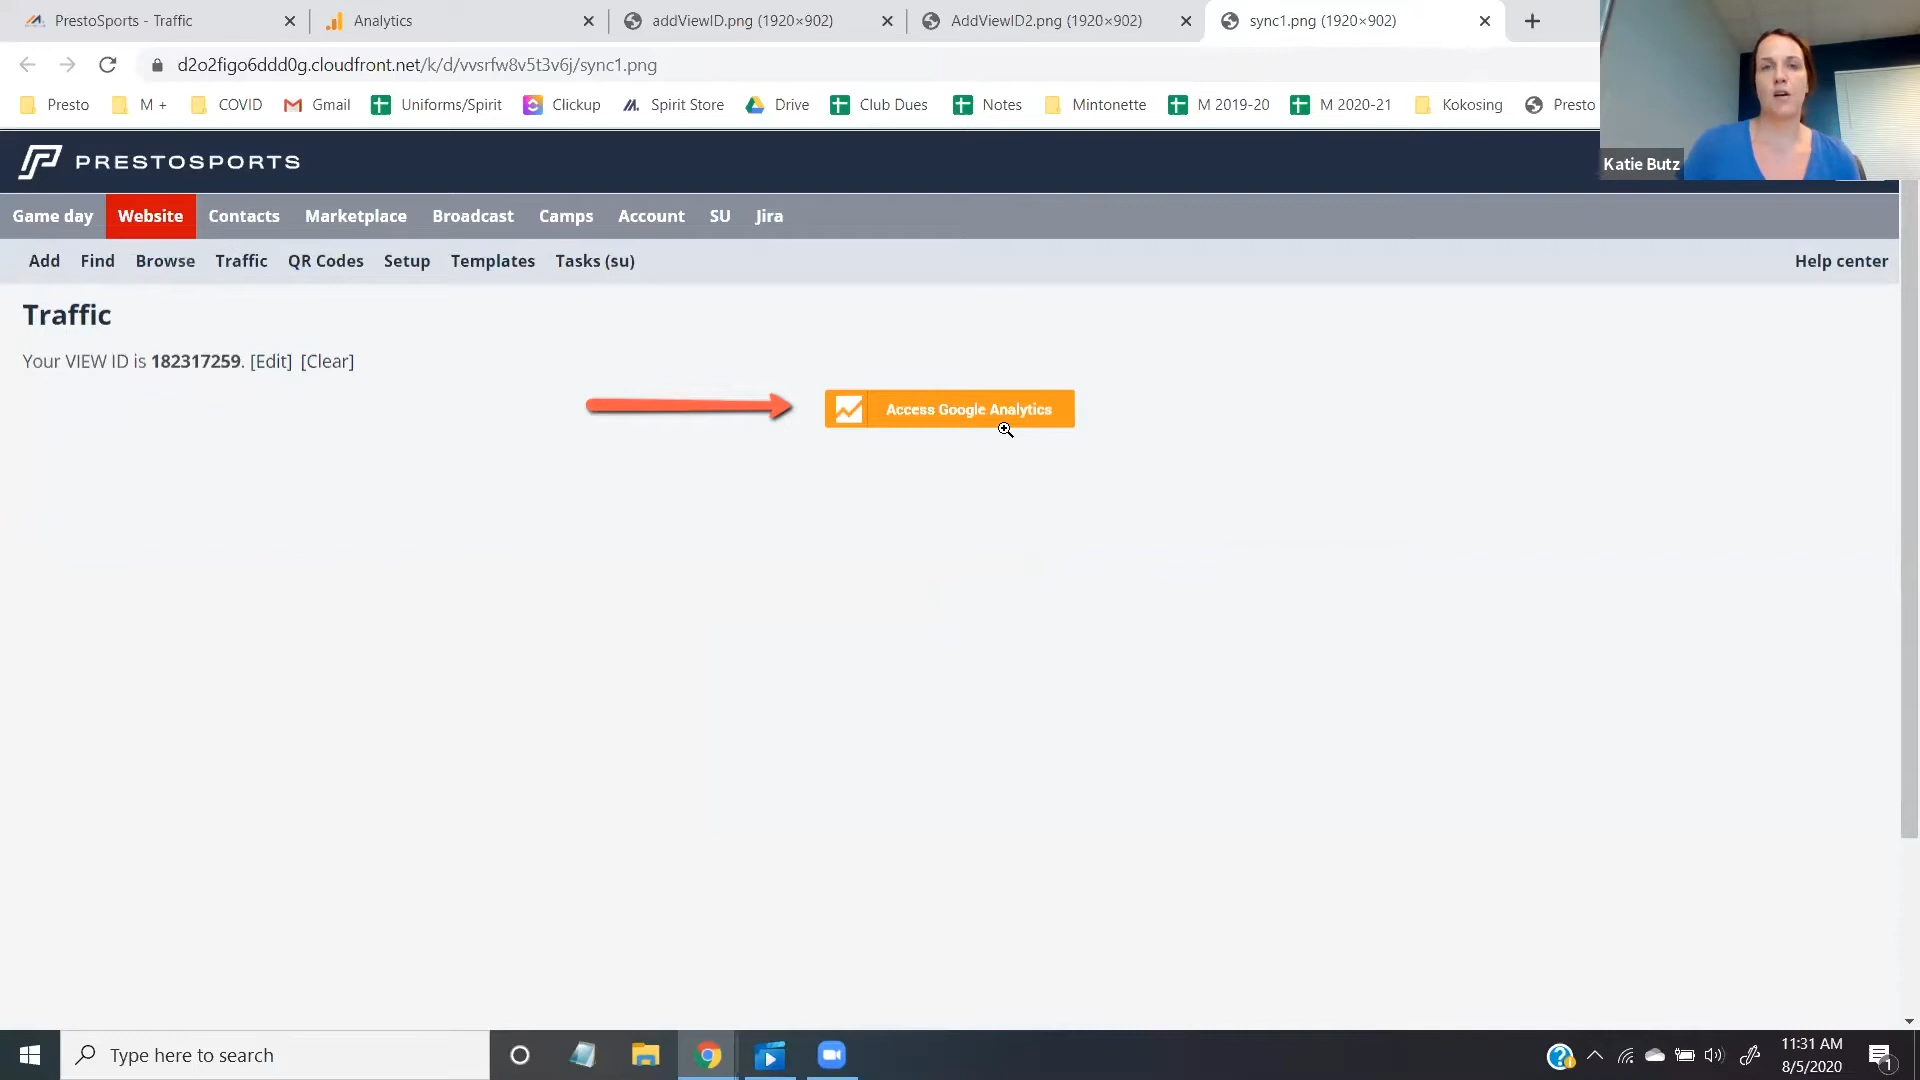 PrestoSports - Traffic
Analytics
addViewID.png (1920×902)
AddViewID2.png (1920×902)
sync1.png (1920×902)
d2o2figo6ddd0g.cloudfront.net/k/d/vvsrfw8v5t3v6j/sync1.png
Presto M + COVID Gmail Uniforms/Spirit Clickup Spirit Store Drive Club Dues Notes Mintonette M 2019-20 M 2020-21 Kokosing Presto
Katie Butz
PRESTOSPORTS
Game day Website Contacts Marketplace Broadcast Camps Account SU Jira
Add Find Browse Traffic QR Codes Setup Templates Tasks (su) Help center
Traffic
Your VIEW ID is 182317259. [Edit] [Clear]
Access Google Analytics
Type here to search
11:31 AM
8/5/2020
1